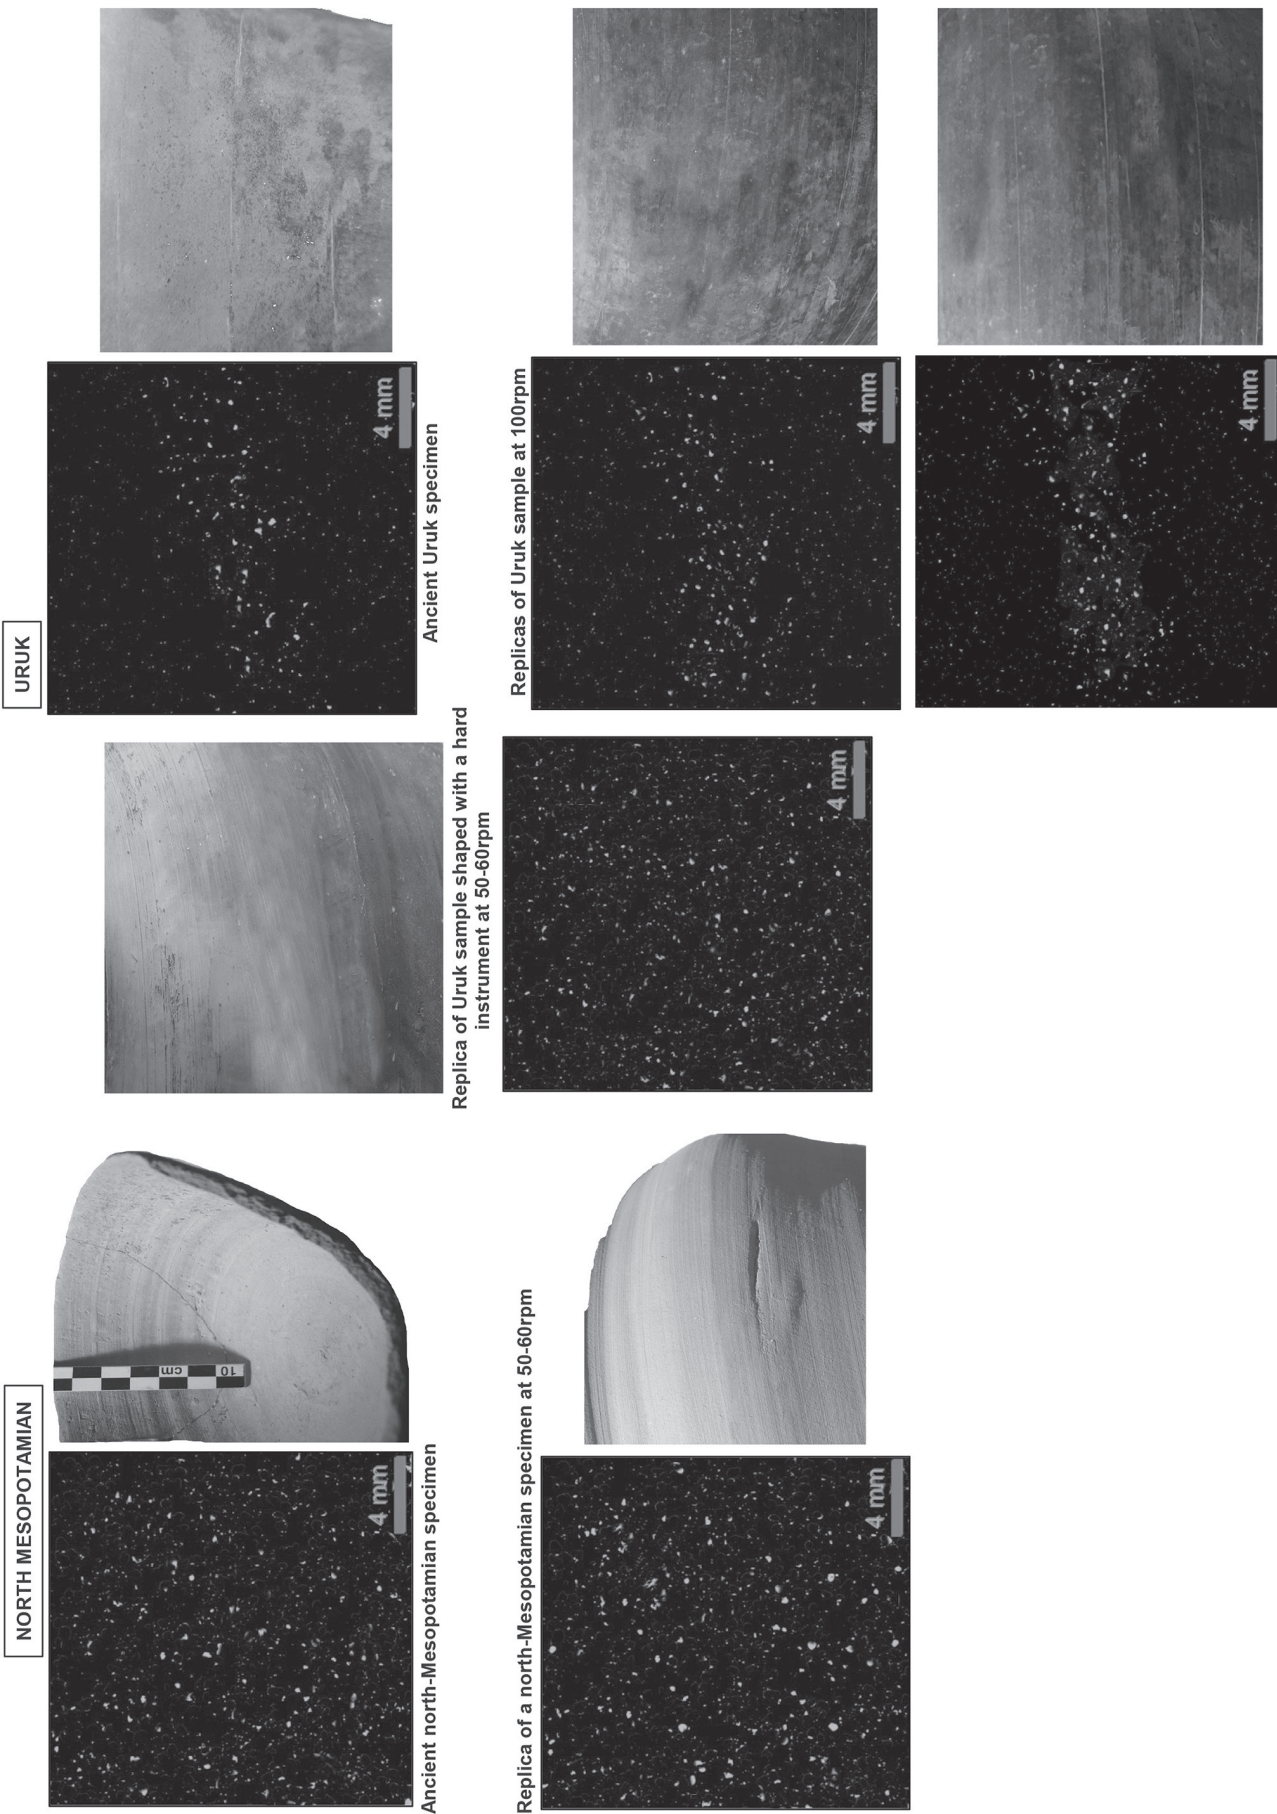 NORTH MESOPOTAMIAN
4 mm
cm
10
Ancient north-Mesopotamian specimen
4 mm
Replica of a north-Mesopotamian specimen at 50-60rpm
Replica of Uruk sample shaped with a hard
instrument at 50-60rpm
4 mm
URUK
4 mm
Ancient Uruk specimen
Replicas of Uruk sample at 100rpm
4 mm
4 mm